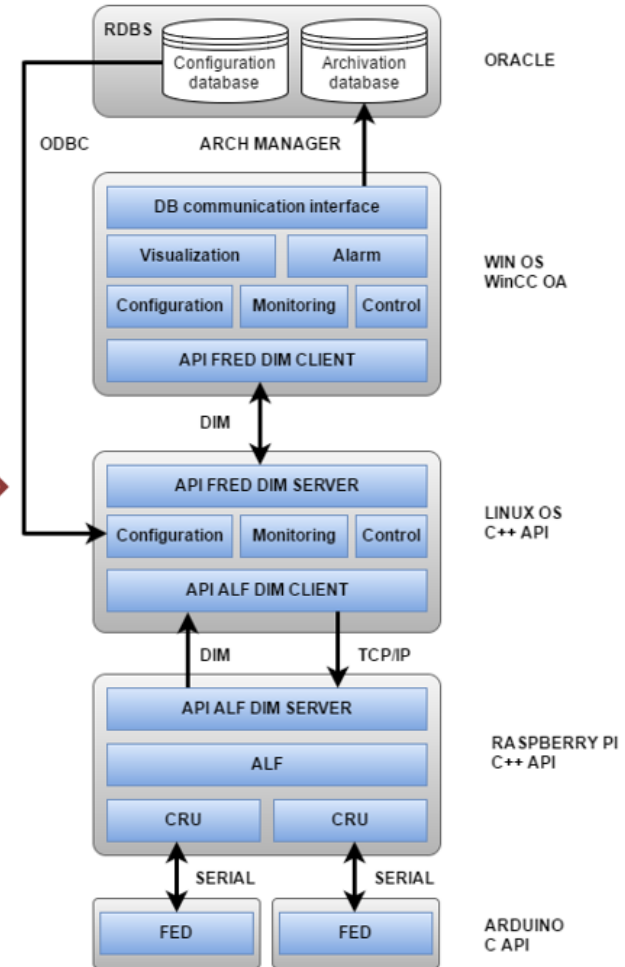 RDBS
Configuration
database
Archivation
database
ORACLE
ODBC
ARCH MANAGER
DB communication interface
Visualization
Alarm
WIN OS
WinCC OA
Configuration
Monitoring
Control
API FRED DIM CLIENT
DIM
API FRED DIM SERVER
LINUX OS
C++ API
Configuration
Monitoring
Control
API ALF DIM CLIENT
DIM
TCP/IP
API ALF DIM SERVER
RASPBERRY PI
C++ API
ALF
CRU
CRU
SERIAL
SERIAL
FED
FED
ARDUINO
C API